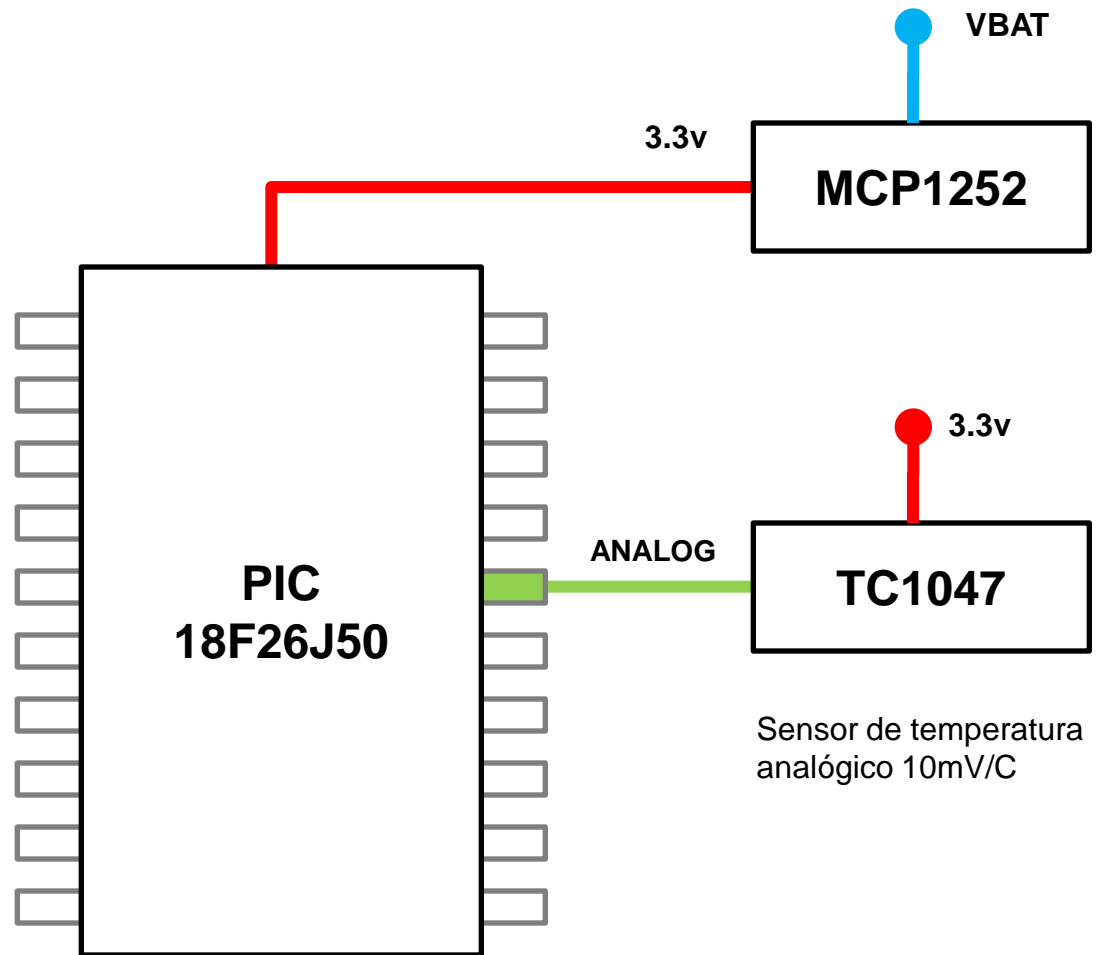 VBAT
3.3v
MCP1252
3.3v
ANALOG
PIC
18F26J50
TC1047
Sensor de temperatura
analógico 10mV/C